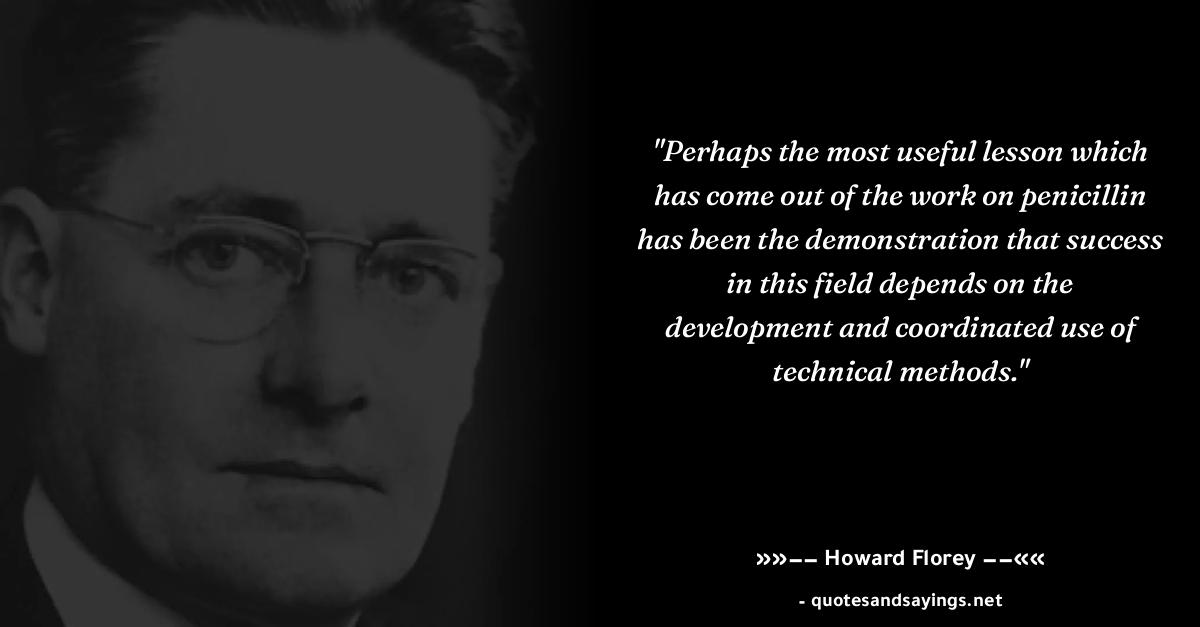 "Perhaps the most useful lesson which
has come out of the work on penicillin
has been the demonstration that success
in this field depends on the
development and coordinated use of
technical methods."
»»–– Howard Florey ––««
- quotesandsayings.net